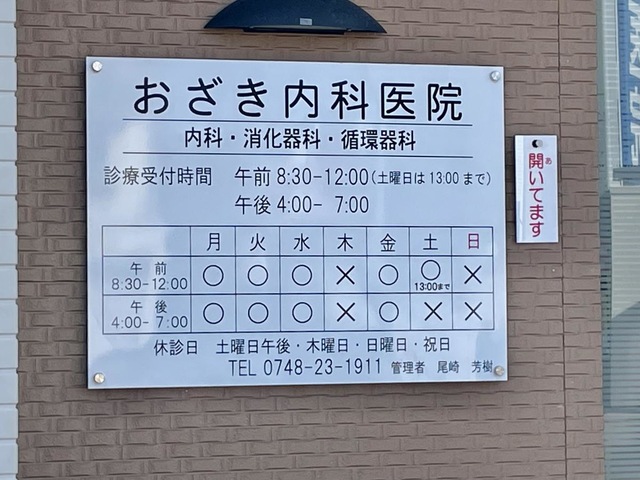 おざき内科医院
内科・消化器科・循環器科
診療受付時間 午前 8:30-12:00(土曜日は 13:00 まで)
午後 4:00- 7:00
月 火 水 木 金 土 日
午前 8:30-12:00 ○ ○ ○ × ○ ○ 13:00まで ×
午後 4:00- 7:00 ○ ○ ○ × ○ × ×
休診日 土曜日午後・木曜日・日曜日・祝日
TEL 0748-23-1911 管理者 尾崎 芳樹
開いてます
あ